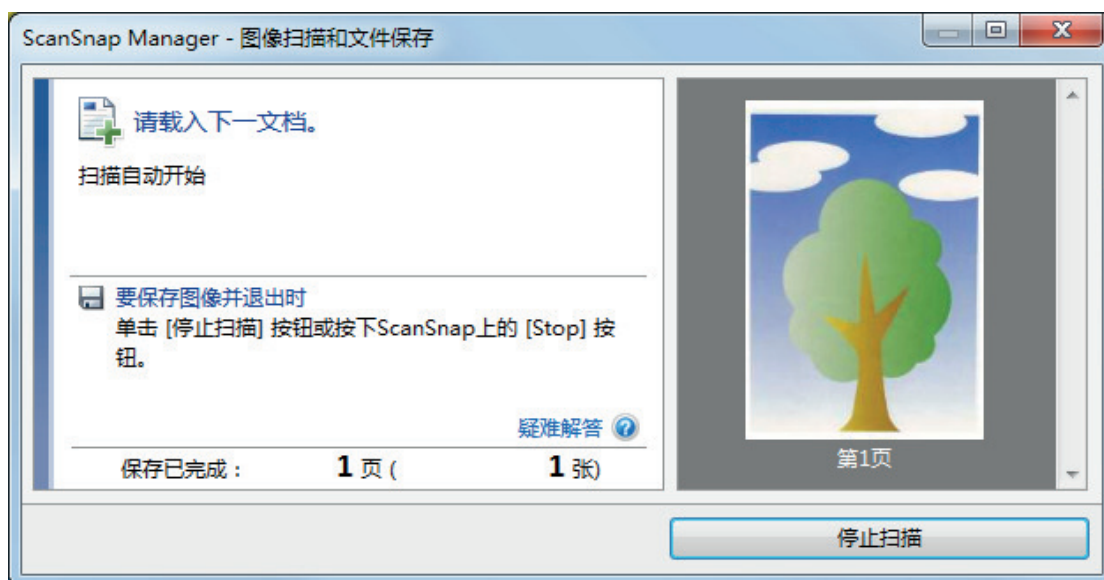 ScanSnap Manager - 图像扫描和文件保存
请载入下一文档。
扫描自动开始
要保存图像并退出时
单击 [停止扫描] 按钮或按下ScanSnap上的 [Stop] 按
钮。
疑难解答
保存已完成： 1 页 ( 1 张)
第1页
停止扫描